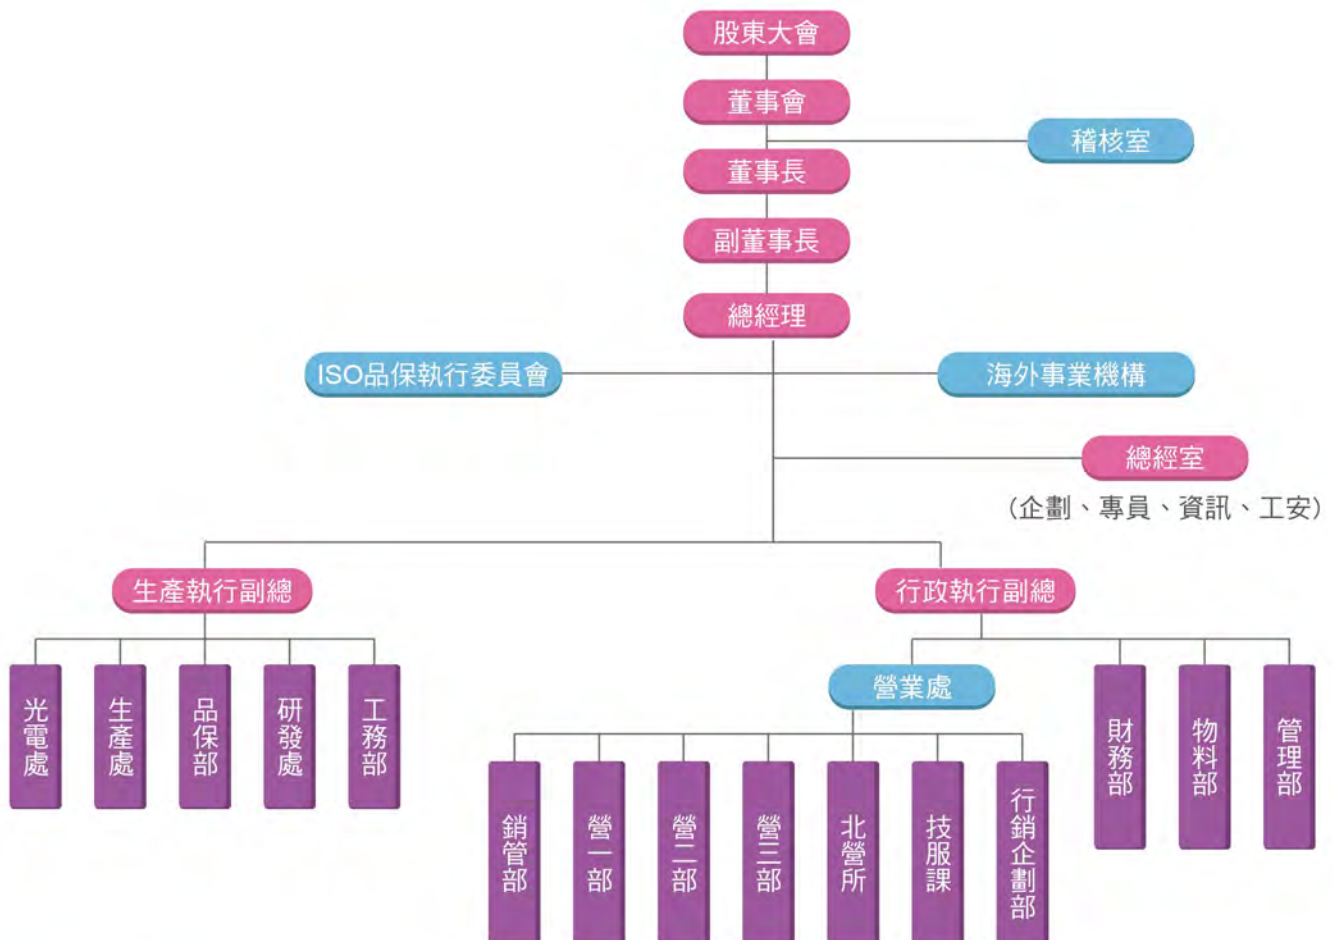 股東大會
董事會
稽核室
董事長
副董事長
總經理
ISO品保執行委員會
海外事業機構
總經室
(企劃、專員、資訊、工安)
生產執行副總
行政執行副總
光電處
生產處
品保部
研發處
工務部
營業處
財務部
物料部
管理部
銷管部
營一部
營二部
營三部
北營所
技服課
行銷企劃部